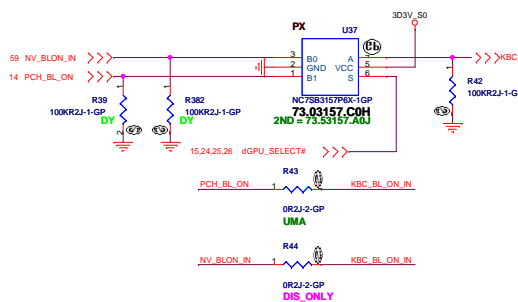 3D3V_S0
PX
U37
59 NV_BLON_IN
3
B0
A
4
KBC
2
GND
VCC
5
14 PCH_BL_ON
1
B1
S
6
NC7SB3157P6X-1GP
73.03157.C0H
2ND = 73.53157.A0J
R39
100KR2J-1-GP
DY
1
2
R382
100KR2J-1-GP
DY
1
R42
100KR2J-1-G
1
15,24,25,26 dGPU_SELECT#
R43
PCH_BL_ON
1
KBC_BL_ON_IN
0R2J-2-GP
UMA
R44
NV_BLON_IN
1
KBC_BL_ON_IN
0R2J-2-GP
DIS_ONLY